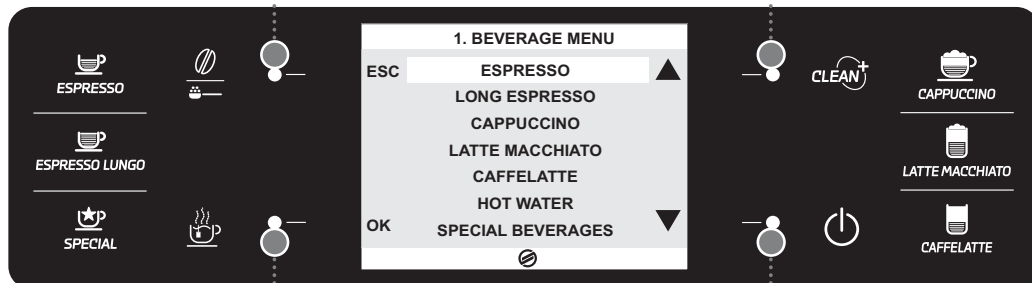 ESPRESSO
ESPRESSO LUNGO
SPECIAL
1. BEVERAGE MENU
ESC
ESPRESSO
LONG ESPRESSO
CAPPUCCINO
LATTE MACCHIATO
CAFFELATTE
HOT WATER
OK
SPECIAL BEVERAGES
CLEAN+
CAPPUCCINO
LATTE MACCHIATO
CAFFELATTE